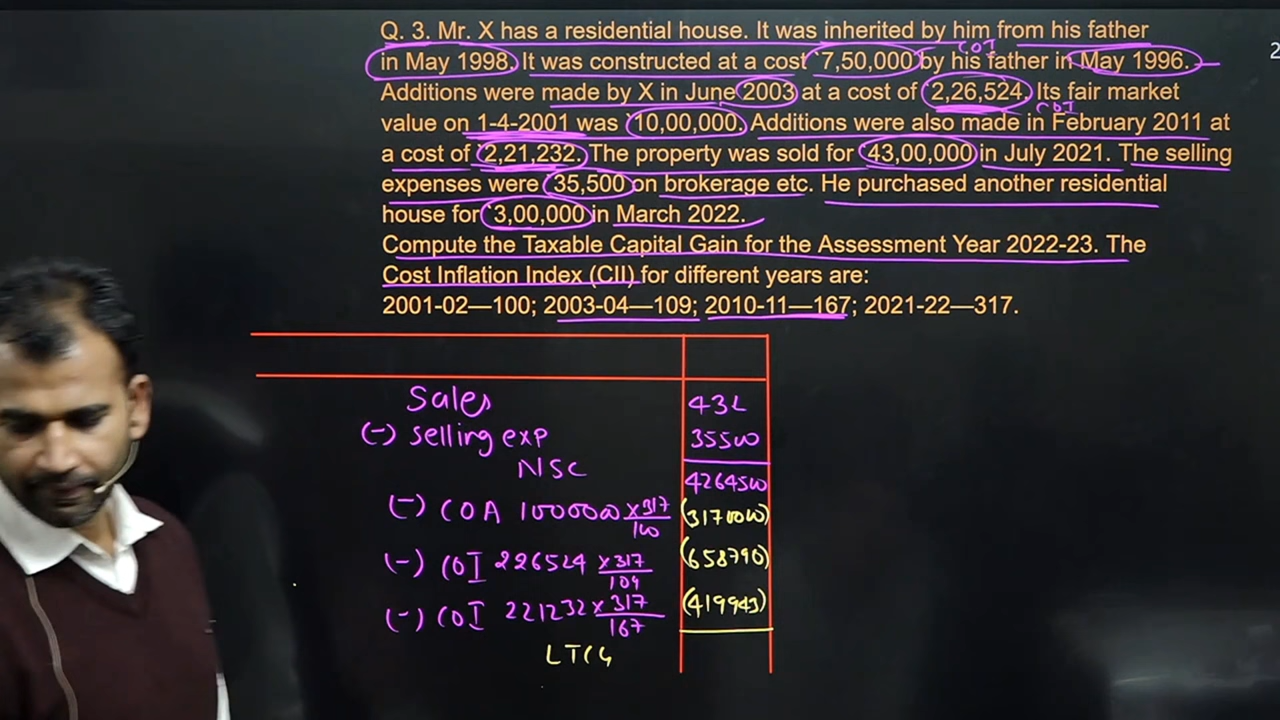 Q. 3. Mr. X has a residential house. It was inherited by him from his father
in May 1998. It was constructed at a cost `7,50,000 by his father in May 1996.
COI
Additions were made by X in June 2003 at a cost of `2,26,524. Its fair market
COI
value on 1-4-2001 was `10,00,000. Additions were also made in February 2011 at
a cost of `2,21,232. The property was sold for `43,00,000 in July 2021. The selling
expenses were `35,500 on brokerage etc. He purchased another residential
house for `3,00,000 in March 2022.
Compute the Taxable Capital Gain for the Assessment Year 2022-23. The
Cost Inflation Index (CII) for different years are:
2001-02—100; 2003-04—109; 2010-11—167; 2021-22—317.
2
Sales 43L
(-) Selling exp 35500
NSC 4264500
(-) COA 1000000 × 317/100 (3170000)
(-) COI 226524 × 317/109 (658790)
(-) COI 221232 × 317/167 (419943)
LTCG